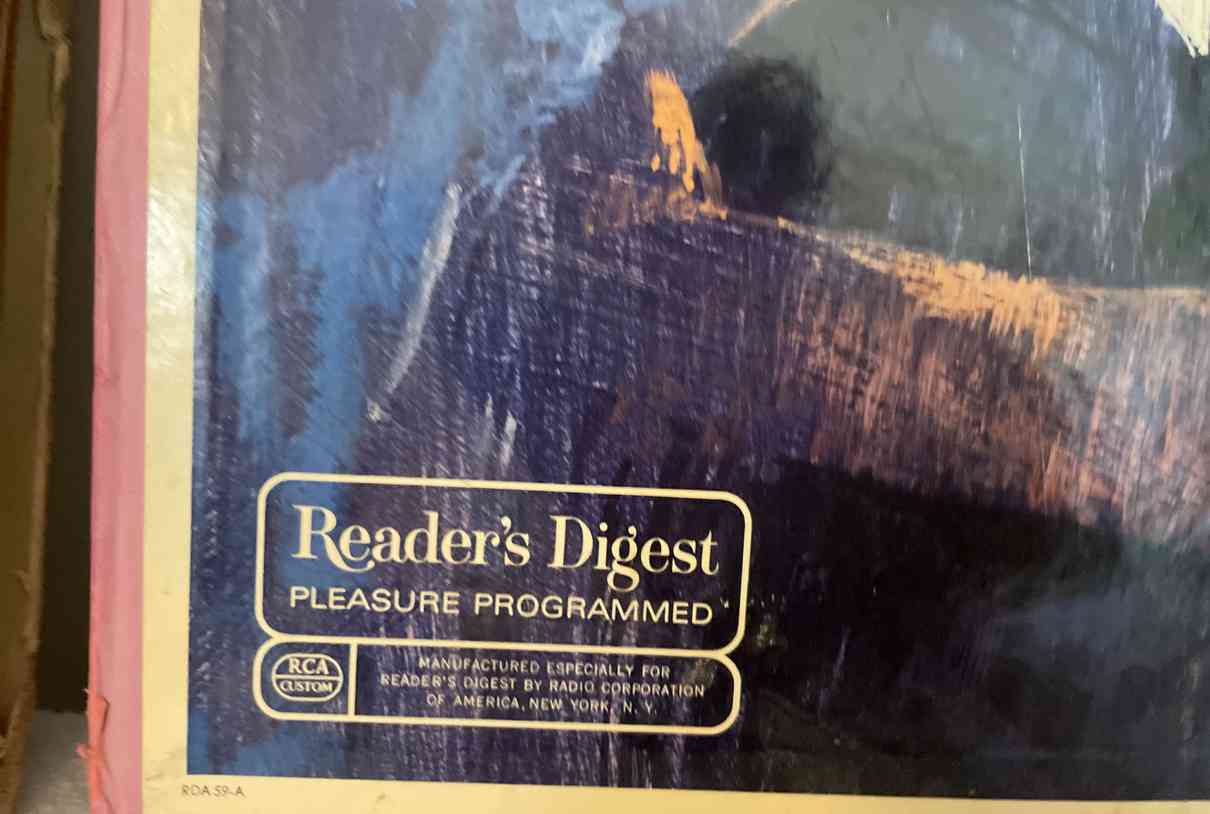 Reader's Digest
PLEASURE PROGRAMMED
RCA
CUSTOM
MANUFACTURED ESPECIALLY FOR
READER'S DIGEST BY RADIO CORPORATION
OF AMERICA, NEW YORK, N. Y.
RDA 59-A